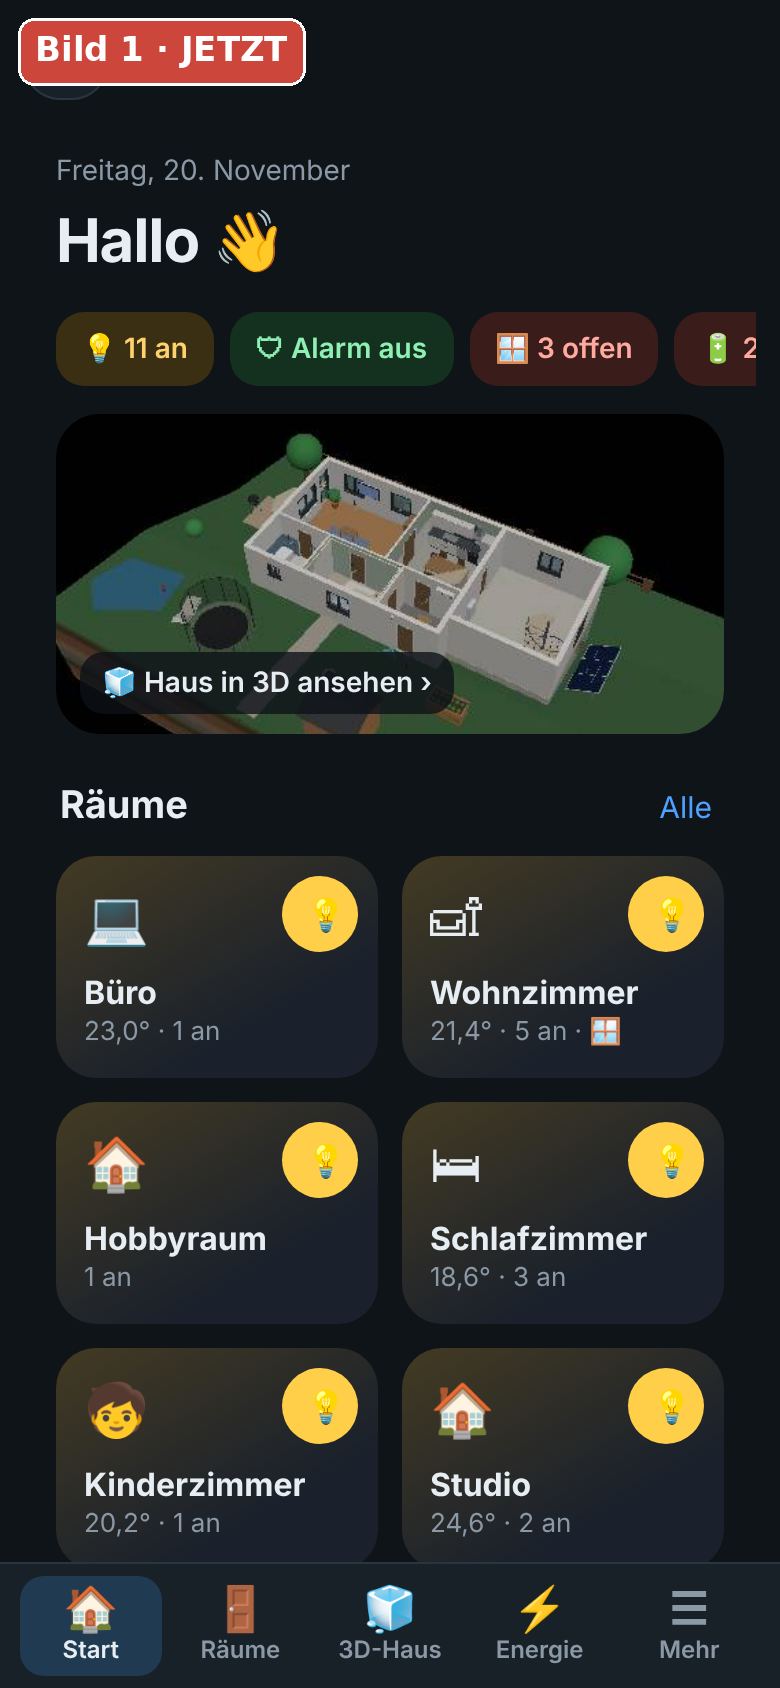 Bild 1 · JETZT
Freitag, 20. November
Hallo 👋
💡 11 an
🛡 Alarm aus
🪟 3 offen
🔋 2
🧊 Haus in 3D ansehen ›
Räume
Alle
Büro
23,0° · 1 an
Wohnzimmer
21,4° · 5 an · 🪟
Hobbyraum
1 an
Schlafzimmer
18,6° · 3 an
Kinderzimmer
20,2° · 1 an
Studio
24,6° · 2 an
Start
Räume
3D-Haus
Energie
Mehr